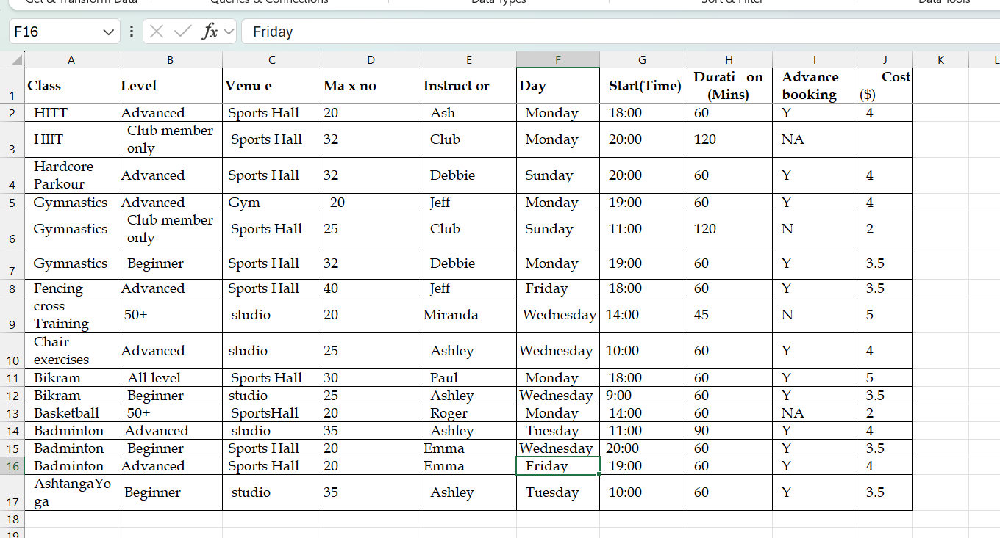 Get & Transform Data Queries & Connections Data Types Sort & Filter Data Tools
F16 fx Friday
A B C D E F G H I J K L
1 Class Level Venu e Ma x no Instruct or Day Start(Time) Durati on (Mins) Advance booking Cost ($)
2 HITT Advanced Sports Hall 20 Ash Monday 18:00 60 Y 4
3 HIIT Club member only Sports Hall 32 Club Monday 20:00 120 NA
4 Hardcore Parkour Advanced Sports Hall 32 Debbie Sunday 20:00 60 Y 4
5 Gymnastics Advanced Gym 20 Jeff Monday 19:00 60 Y 4
6 Gymnastics Club member only Sports Hall 25 Club Sunday 11:00 120 N 2
7 Gymnastics Beginner Sports Hall 32 Debbie Monday 19:00 60 Y 3.5
8 Fencing Advanced Sports Hall 40 Jeff Friday 18:00 60 Y 3.5
9 cross Training 50+ studio 20 Miranda Wednesday 14:00 45 N 5
10 Chair exercises Advanced studio 25 Ashley Wednesday 10:00 60 Y 4
11 Bikram All level Sports Hall 30 Paul Monday 18:00 60 Y 5
12 Bikram Beginner studio 25 Ashley Wednesday 9:00 60 Y 3.5
13 Basketball 50+ SportsHall 20 Roger Monday 14:00 60 NA 2
14 Badminton Advanced studio 35 Ashley Tuesday 11:00 90 Y 4
15 Badminton Beginner Sports Hall 20 Emma Wednesday 20:00 60 Y 3.5
16 Badminton Advanced Sports Hall 20 Emma Friday 19:00 60 Y 4
17 AshtangaYo ga Beginner studio 35 Ashley Tuesday 10:00 60 Y 3.5
18
19